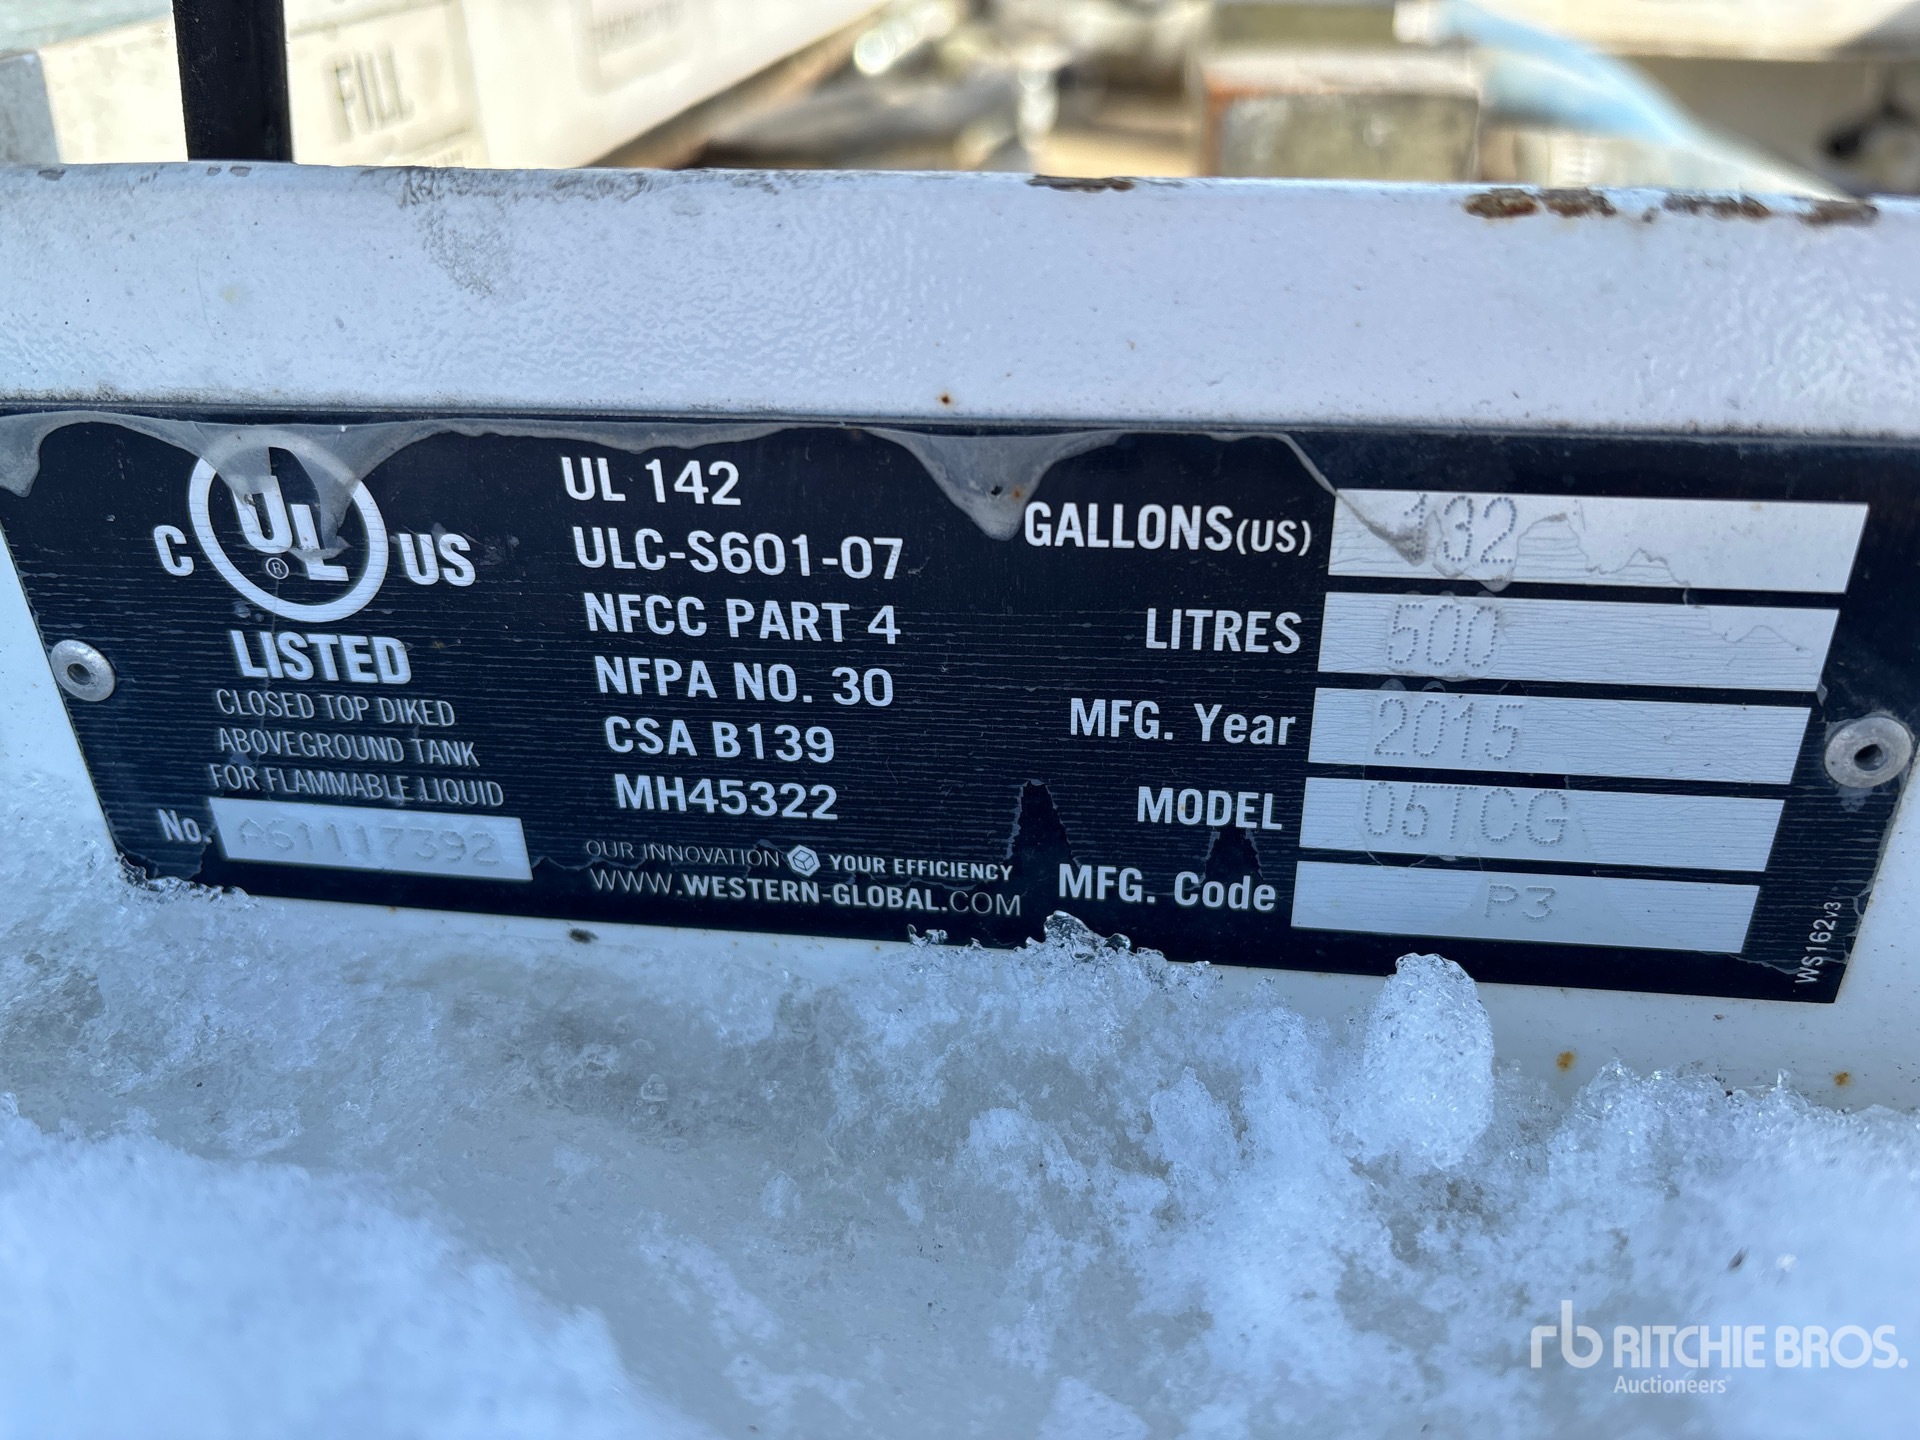 FILL
C UL® US
LISTED
CLOSED TOP DIKED
ABOVEGROUND TANK
FOR FLAMMABLE LIQUID
No. A61117392
UL 142
ULC-S601-07
NFCC PART 4
NFPA NO. 30
CSA B139
MH45322
OUR INNOVATION YOUR EFFICIENCY
WWW.WESTERN-GLOBAL.COM
GALLONS(US) 132
LITRES 500
MFG. Year 2015
MODEL 05TCG
MFG. Code P3
WS162v3
rb RITCHIE BROS.
Auctioneers